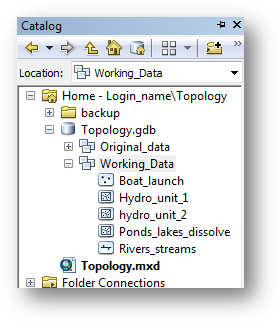 Catalog
Location: Working_Data
Home - Login_name\Topology
backup
Topology.gdb
Original_data
Working_Data
Boat_launch
Hydro_unit_1
hydro_unit_2
Ponds_lakes_dissolve
Rivers_streams
Topology.mxd
Folder Connections